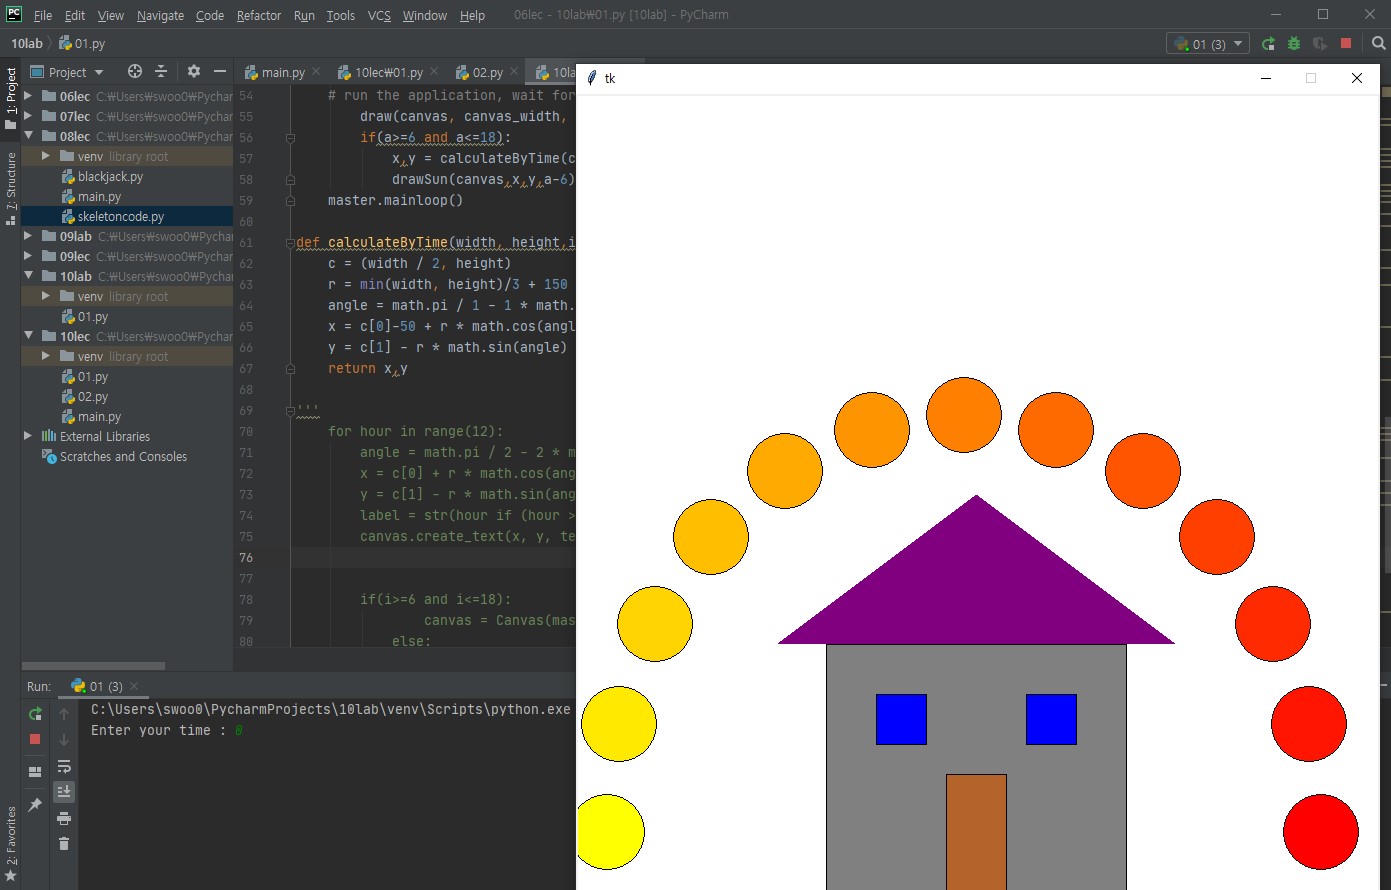 PC File Edit View Navigate Code Refactor Run Tools VCS Window Help 06lec - 10lab₩01.py [10lab] - PyCharm
10lab 01.py 01 (3)
1: Project
7: Structure
2: Favorites
Project
main.py 10lec₩01.py 02.py 10la
06lec C:₩Users₩swoo0₩Pychar
07lec C:₩Users₩swoo0₩Pychar
08lec C:₩Users₩swoo0₩Pychar
venv library root
blackjack.py
main.py
skeletoncode.py
09lab C:₩Users₩swoo0₩Pychar
09lec C:₩Users₩swoo0₩Pychar
10lab C:₩Users₩swoo0₩Pychar
venv library root
01.py
10lec C:₩Users₩swoo0₩Pychar
venv library root
01.py
02.py
main.py
External Libraries
Scratches and Consoles
54 # run the application, wait for
55 draw(canvas, canvas_width,
56 if(a>=6 and a<=18):
57 x,y = calculateByTime(c
58 drawSun(canvas,x,y,a-6)
59 master.mainloop()
60
61 def calculateByTime(width, height,i
62 c = (width / 2, height)
63 r = min(width, height)/3 + 150
64 angle = math.pi / 1 - 1 * math.
65 x = c[0]-50 + r * math.cos(angl
66 y = c[1] - r * math.sin(angle)
67 return x,y
68
69 '''
70 for hour in range(12):
71 angle = math.pi / 2 - 2 * m
72 x = c[0] + r * math.cos(ang
73 y = c[1] - r * math.sin(ang
74 label = str(hour if (hour >
75 canvas.create_text(x, y, te
76
77
78 if(i>=6 and i<=18):
79 canvas = Canvas(mas
80 else:
tk
Run: 01 (3)
C:\Users\swoo0\PycharmProjects\10lab\venv\Scripts\python.exe
Enter your time : 0